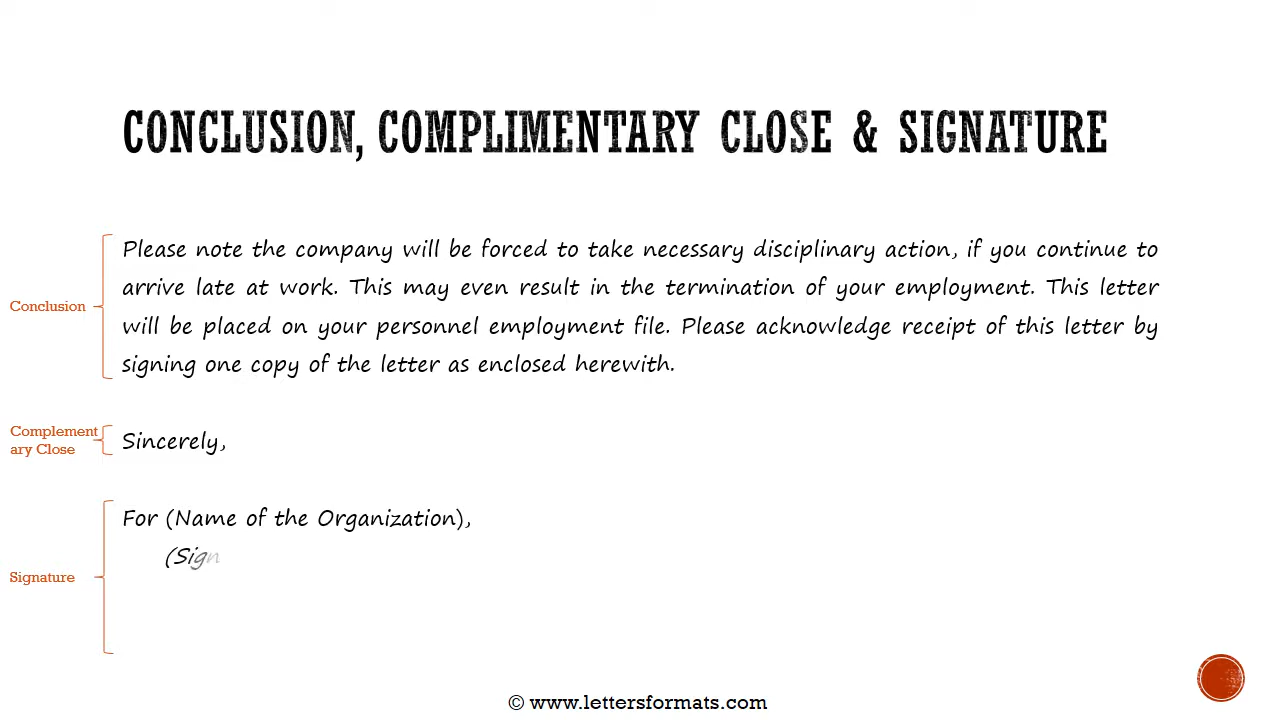 CONCLUSION, COMPLIMENTARY CLOSE & SIGNATURE
Conclusion
Please note the company will be forced to take necessary disciplinary action, if you continue to
arrive late at work. This may even result in the termination of your employment. This letter
will be placed on your personnel employment file. Please acknowledge receipt of this letter by
signing one copy of the letter as enclosed herewith.
Complement
ary Close
Sincerely,
Signature
For (Name of the Organization),
(Sign
© www.lettersformats.com